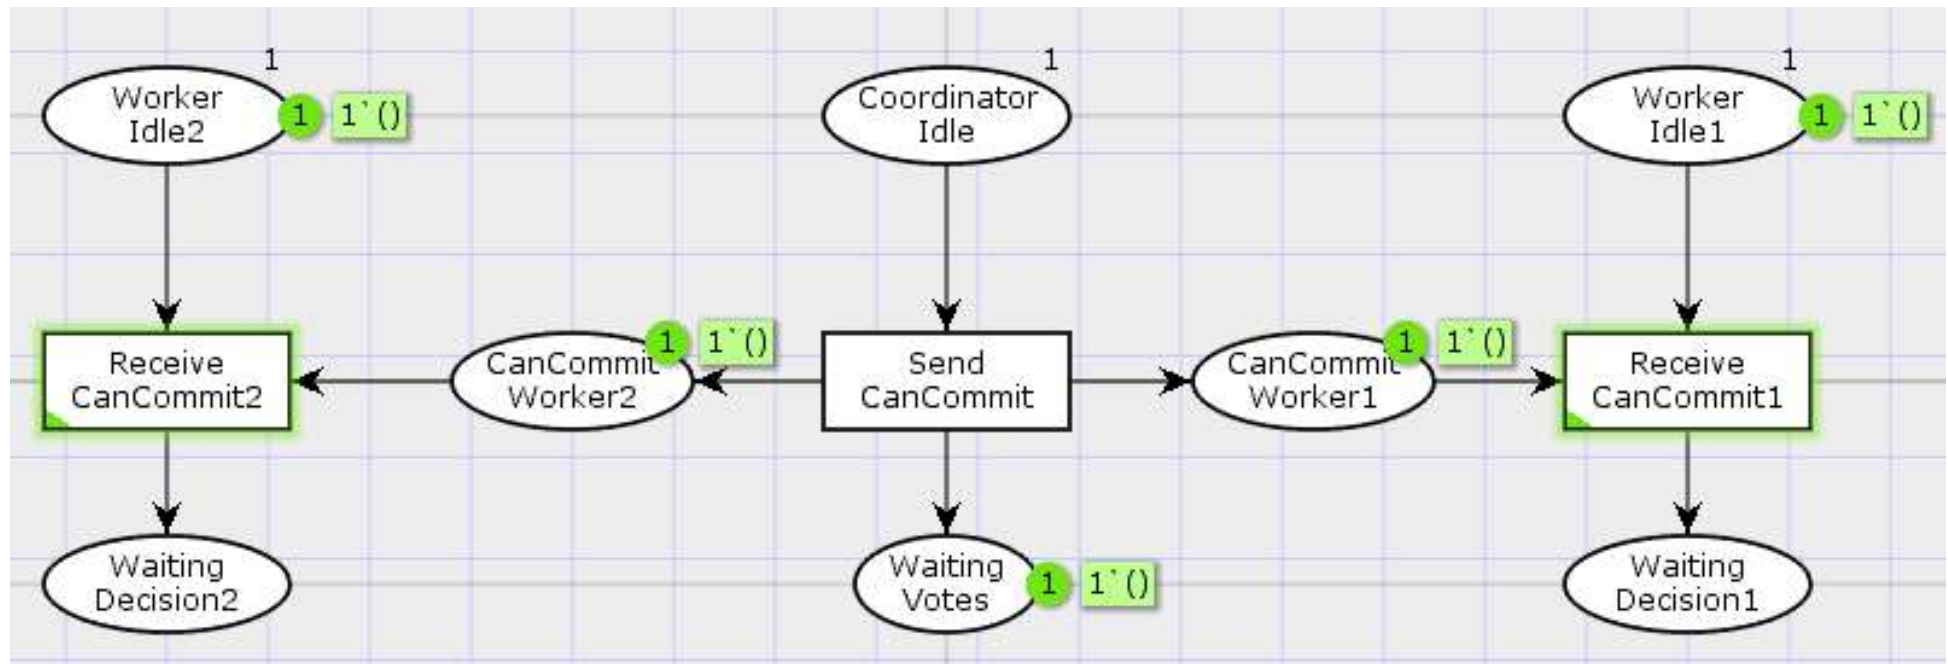 1
Worker
Idle2
1
1`()
1
Coordinator
Idle
1
Worker
Idle1
1
1`()
Receive
CanCommit2
CanCommit
Worker2
1
1`()
Send
CanCommit
CanCommit
Worker1
1
1`()
Receive
CanCommit1
Waiting
Decision2
Waiting
Votes
1
1`()
Waiting
Decision1